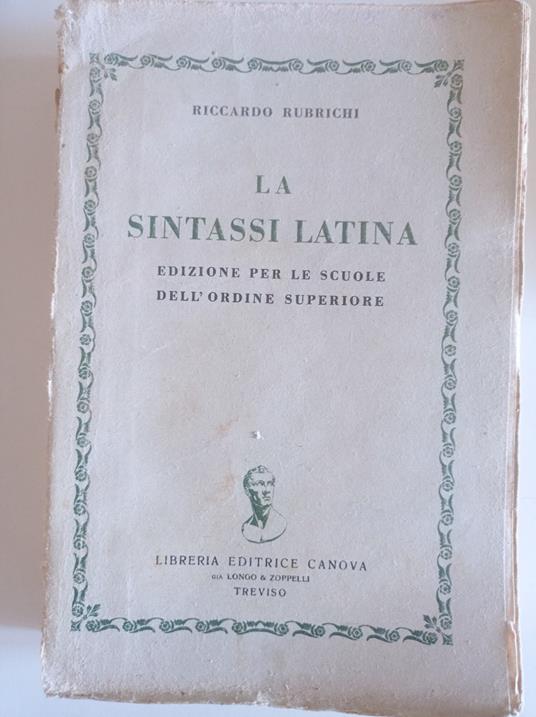 RICCARDO RUBRICHI
LA
SINTASSI LATINA
EDIZIONE PER LE SCUOLE
DELL'ORDINE SUPERIORE
LIBRERIA EDITRICE CANOVA
GIÀ LONGO & ZOPPELLI
TREVISO